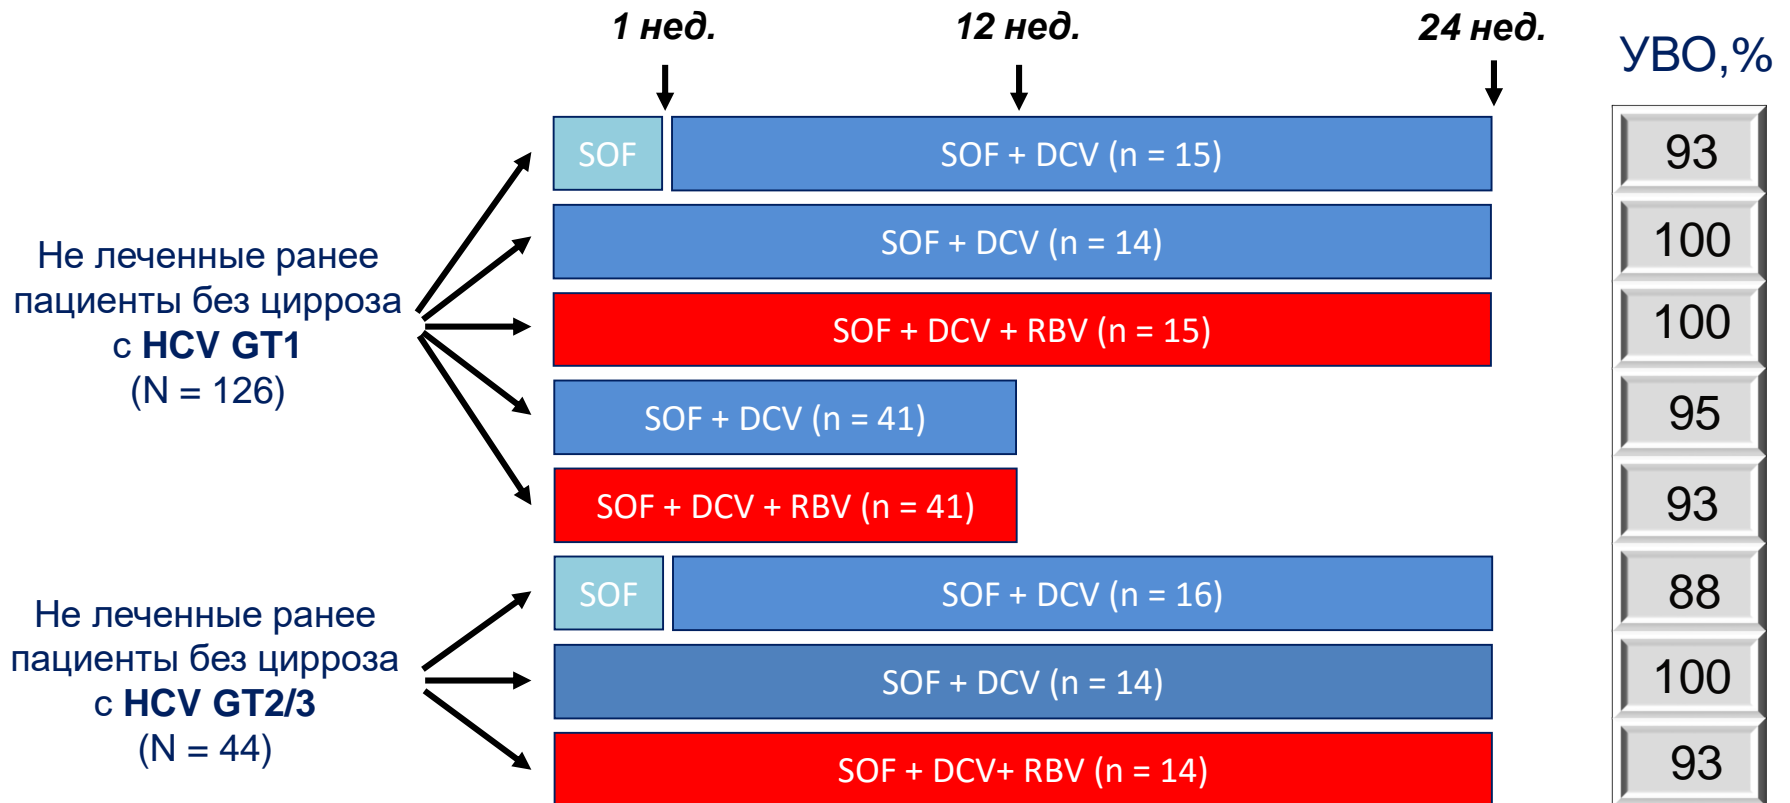 1 нед.
12 нед.
24 нед.
УВО,%
Не леченные ранее
пациенты без цирроза
с HCV GT1
(N = 126)
SOF
SOF + DCV (n = 15)
93
SOF + DCV (n = 14)
100
SOF + DCV + RBV (n = 15)
100
SOF + DCV (n = 41)
95
SOF + DCV + RBV (n = 41)
93
Не леченные ранее
пациенты без цирроза
с HCV GT2/3
(N = 44)
SOF
SOF + DCV (n = 16)
88
SOF + DCV (n = 14)
100
SOF + DCV+ RBV (n = 14)
93